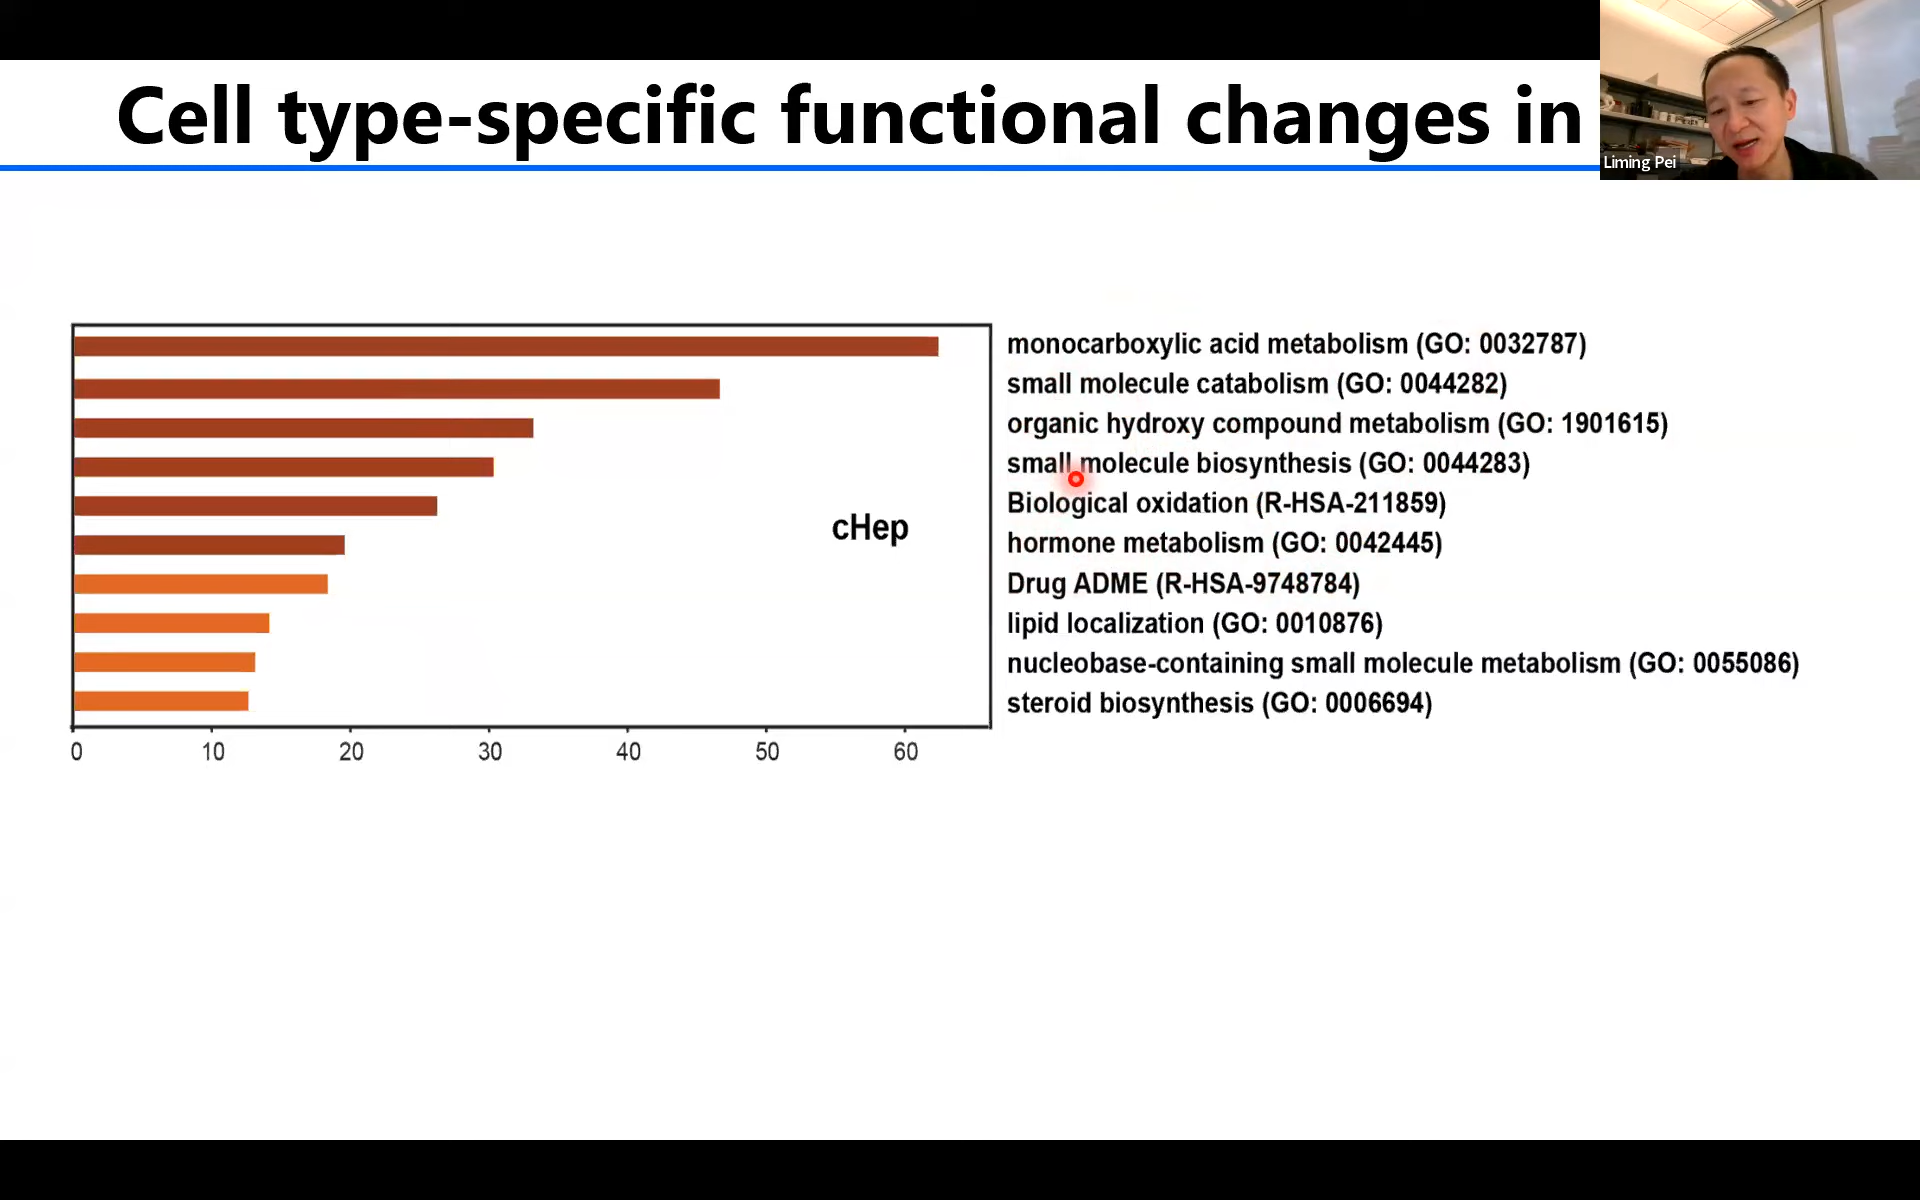 Cell type-specific functional changes in
Liming Pei
monocarboxylic acid metabolism (GO: 0032787)
small molecule catabolism (GO: 0044282)
organic hydroxy compound metabolism (GO: 1901615)
small molecule biosynthesis (GO: 0044283)
Biological oxidation (R-HSA-211859)
cHep
hormone metabolism (GO: 0042445)
Drug ADME (R-HSA-9748784)
lipid localization (GO: 0010876)
nucleobase-containing small molecule metabolism (GO: 0055086)
steroid biosynthesis (GO: 0006694)
0 10 20 30 40 50 60